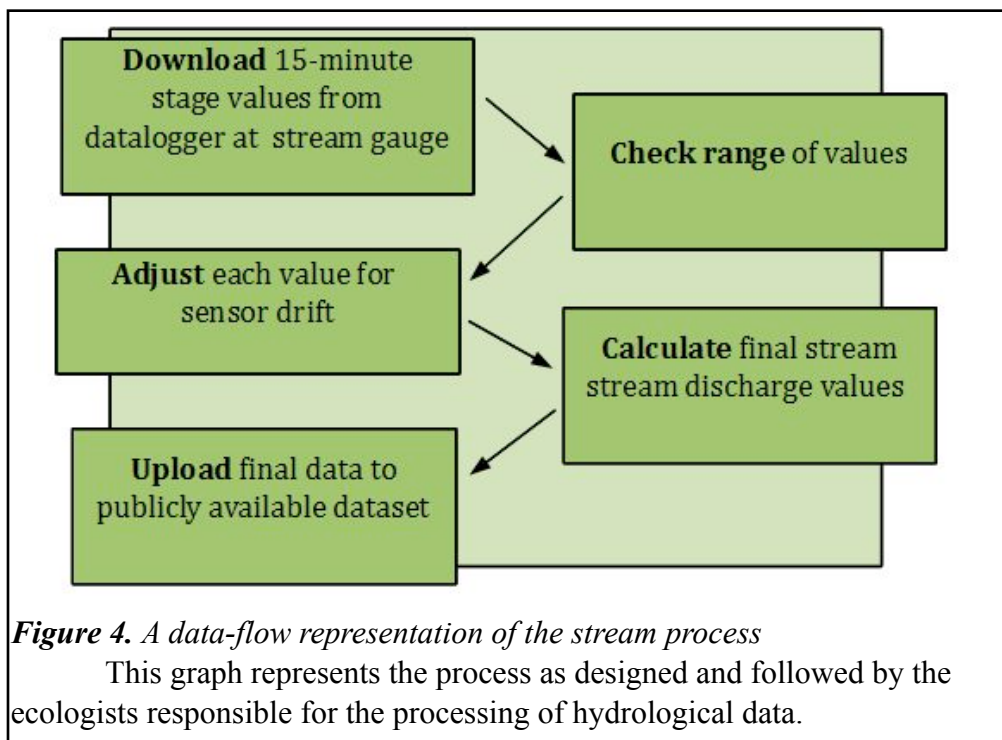 Download 15-minute
stage values from
datalogger at stream gauge
Check range of values
Adjust each value for
sensor drift
Calculate final stream
stream discharge values
Upload final data to
publicly available dataset
Figure 4. A data-flow representation of the stream process
This graph represents the process as designed and followed by the
ecologists responsible for the processing of hydrological data.